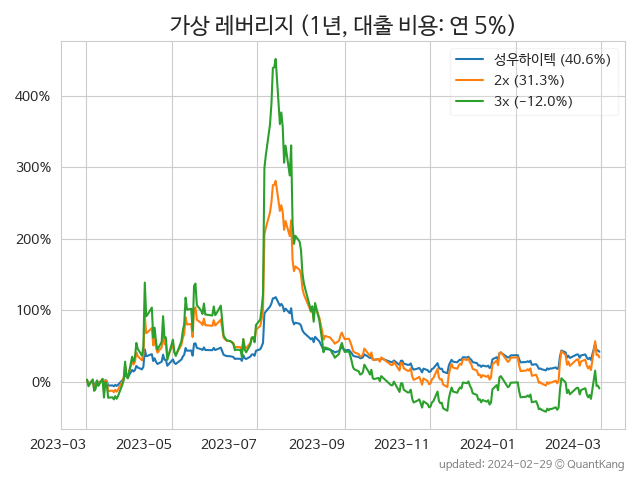 가상 레버리지 (1년, 대출 비용: 연 5%)
성우하이텍 (40.6%)
2x (31.3%)
3x (-12.0%)
400%
300%
200%
100%
0%
2023-03
2023-05
2023-07
2023-09
2023-11
2024-01
2024-03
updated: 2024-02-29 © QuantKang